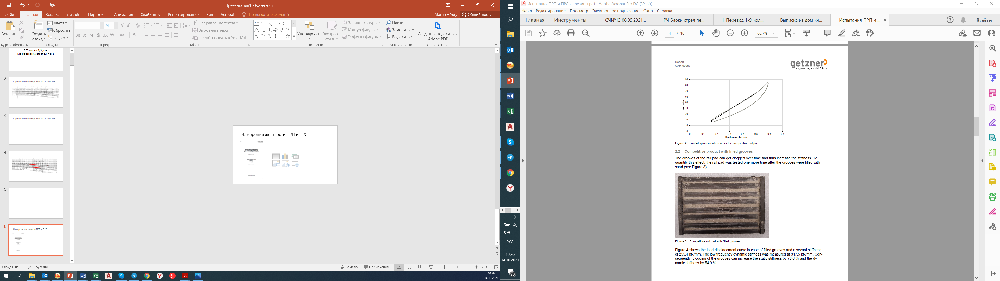 Презентация1 - PowerPoint
Файл
Главная
Вставка
Дизайн
Переходы
Анимация
Слайд-шоу
Рецензирование
Вид
Acrobat
Что вы хотите сделать?
Marusev Yury
Общий доступ
Вставить
Буфер обмена
Создать слайд
Макет
Сбросить
Раздел
Слайды
24
Ж К Ч S abc AV Aa A
Шрифт
Направление текста
Выровнять текст
Преобразовать в SmartArt
Абзац
Упорядочить
Экспресс-
стили
Заливка фигуры
Контур фигуры
Эффекты фигуры
Рисование
Найти
Заменить
Выделить
Редактирование
Создать и поделиться
Adobe PDF
Adobe Acrobat
Р65 марки 1/9 для
Московского метрополитена
2
Стрелочный перевод типа Р65 марки 1/9
3
Стрелочный перевод типа Р65 марки 1/9
4
5
6
Измерения жесткости ПРП и ПРС
Измерения жесткости ПРП и ПРС
Слайд 6 из 6
русский
Заметки
Примечания
25%
10:26
14.10.2021
РУС
10:26
14.10.2021
23
Испытания ПРП и ПРС из резины.pdf - Adobe Acrobat Pro DC (32-bit)
Файл Редактирование Просмотр Электронное подписание Окно Справка
Главная
Инструменты
СЧ№13 08.09.2021...
РЧ Блоки стрел пе...
1_Перевод 1-9_кол...
Выписка из дом кн...
Испытания ПРП и ...
Войти
4 / 10
66,7%
Report
CAR-00057
getzner
engineering a quiet future
90
80
70
60
50
40
30
20
10
0
Load in kN
0 0.1 0.2 0.3 0.4 0.5 0.6 0.7
Displacement in mm
Figure 2 Load-displacement curve for the competitive rail pad
2.2 Competitive product with filled grooves
The grooves of the rail pad can get clogged over time and thus increase the stiffness. To
quantify this effect, the rail pad was tested one more time after the grooves were filled with
sand (see Figure 3).
Figure 3 Competitive rail pad with filled grooves
Figure 4 shows the load-displacement curve in case of filled grooves and a secant stiffness
of 255.4 kN/mm. The low frequency dynamic stiffness was measured at 347.5 kN/mm. Con-
sequently, clogging of the grooves can increase the static stiffness by 76.6 % and the dy-
namic stiffness by 54.9 %.